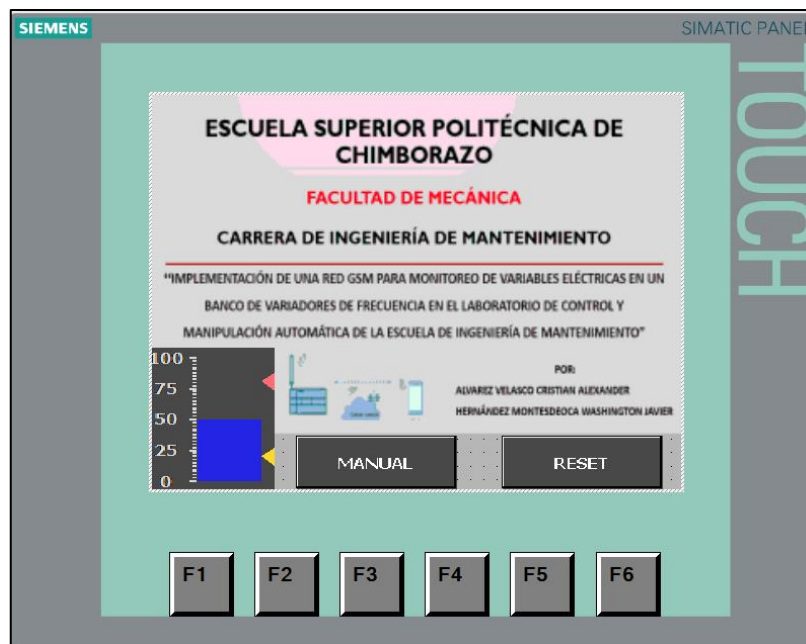 SIEMENS
SIMATIC PANEL
TOUCH
ESCUELA SUPERIOR POLITÉCNICA DE
CHIMBORAZO
FACULTAD DE MECÁNICA
CARRERA DE INGENIERÍA DE MANTENIMIENTO
“IMPLEMENTACIÓN DE UNA RED GSM PARA MONITOREO DE VARIABLES ELÉCTRICAS EN UN
BANCO DE VARIADORES DE FRECUENCIA EN EL LABORATORIO DE CONTROL Y
MANIPULACIÓN AUTOMÁTICA DE LA ESCUELA DE INGENIERÍA DE MANTENIMIENTO”
100
75
50
25
0
POR:
ALVAREZ VELASCO CRISTIAN ALEXANDER
HERNÁNDEZ MONTESDEOCA WASHINGTON JAVIER
MANUAL
RESET
F1 F2 F3 F4 F5 F6